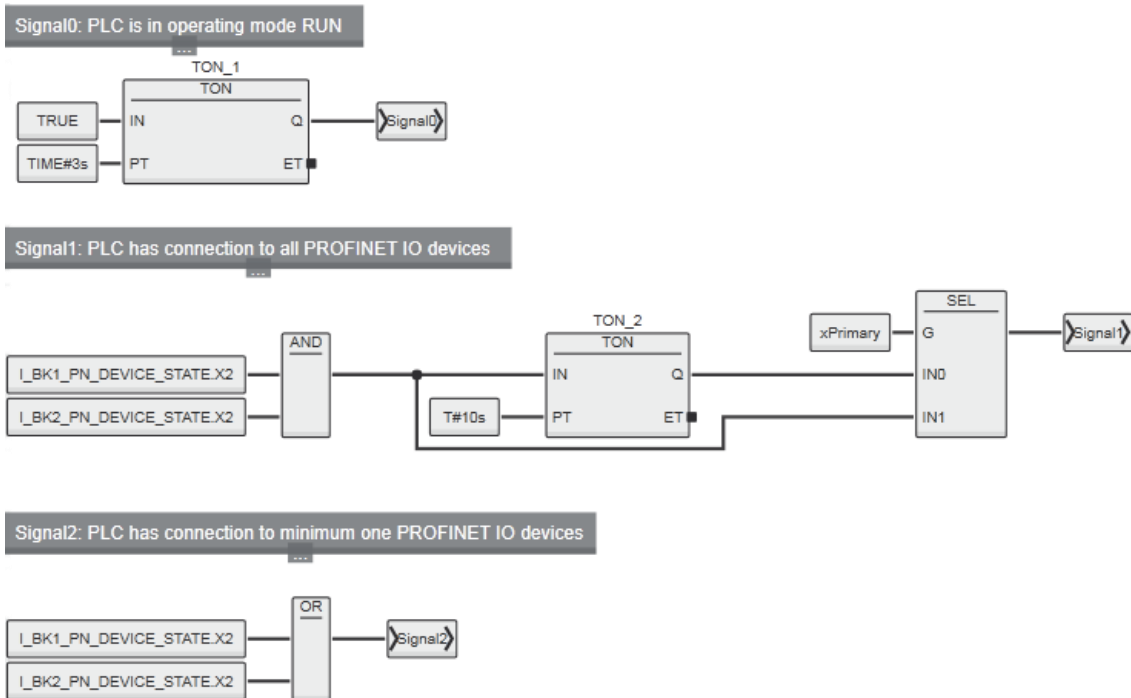 Signal0: PLC is in operating mode RUN
...
TON_1
TON
TRUE
IN
Q
Signal0
TIME#3s
PT
ET
Signal1: PLC has connection to all PROFINET IO devices
...
SEL
TON_2
xPrimary
G
Signal1
AND
TON
I_BK1_PN_DEVICE_STATE.X2
IN
Q
IN0
I_BK2_PN_DEVICE_STATE.X2
T#10s
PT
ET
IN1
Signal2: PLC has connection to minimum one PROFINET IO devices
...
OR
I_BK1_PN_DEVICE_STATE.X2
Signal2
I_BK2_PN_DEVICE_STATE.X2